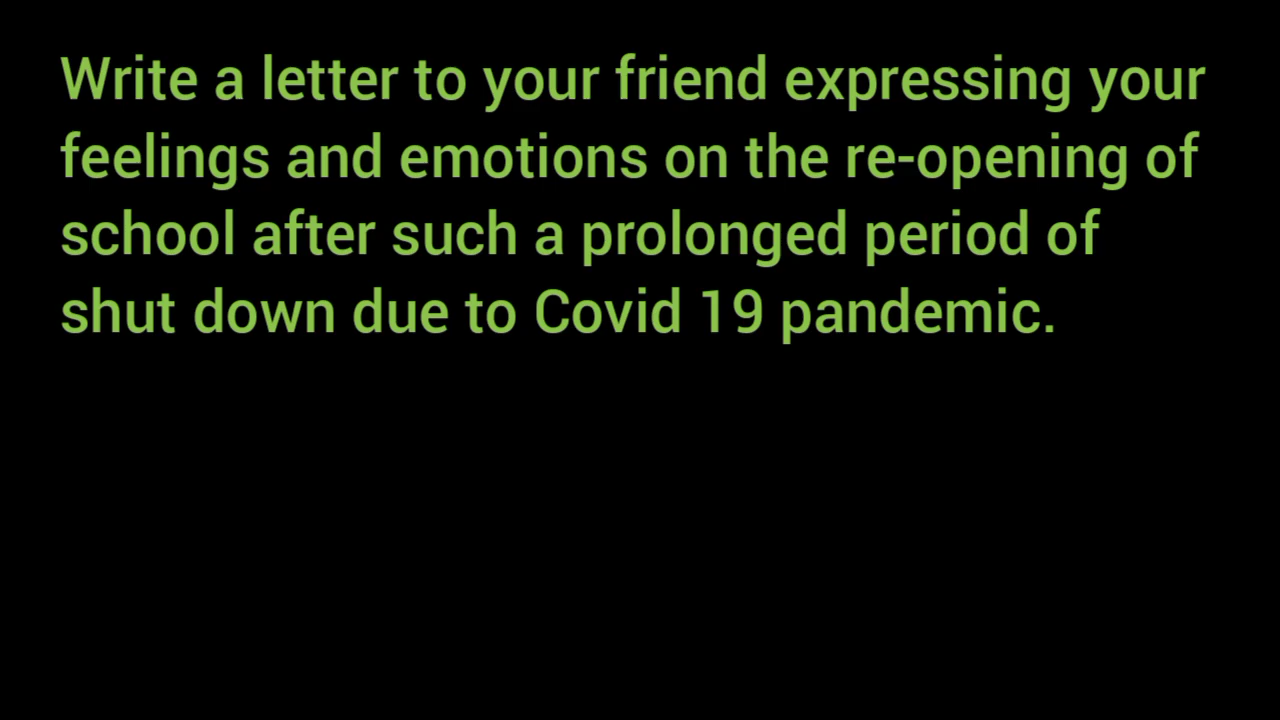 Write a letter to your friend expressing your
feelings and emotions on the re-opening of
school after such a prolonged period of
shut down due to Covid 19 pandemic.